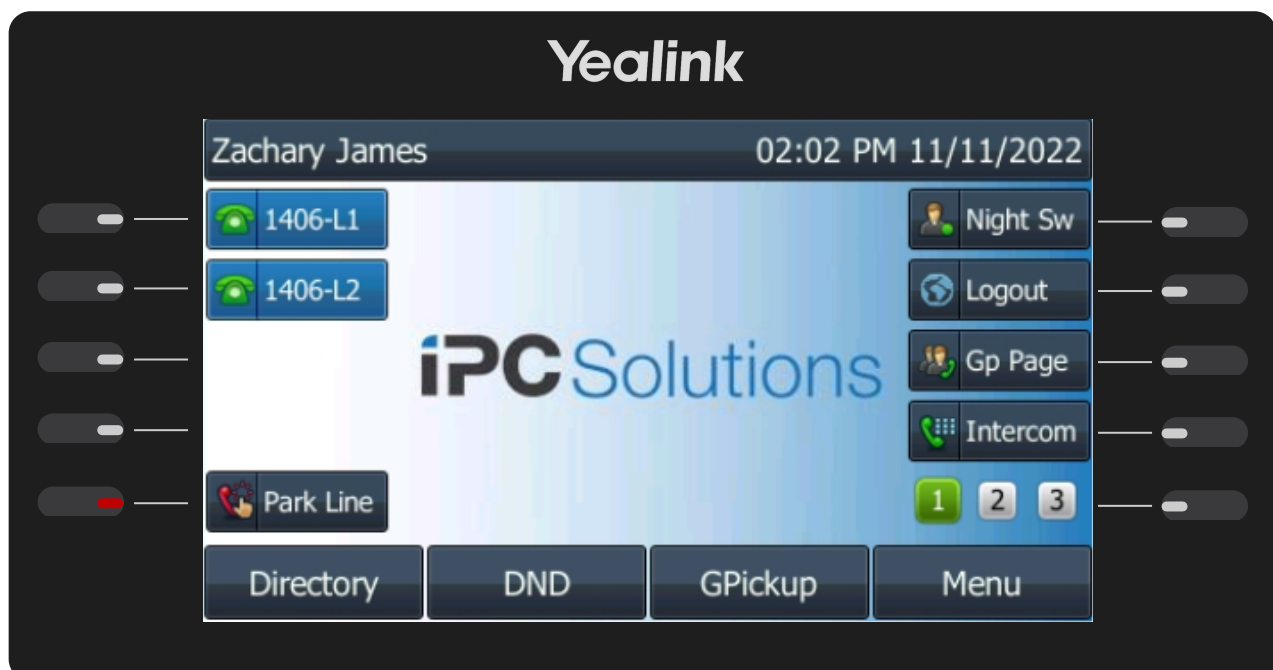 Yealink
Zachary James 02:02 PM 11/11/2022
1406-L1 Night Sw
1406-L2 Logout
iPC Solutions Gp Page
Intercom
Park Line 1 2 3
Directory DND GPickup Menu